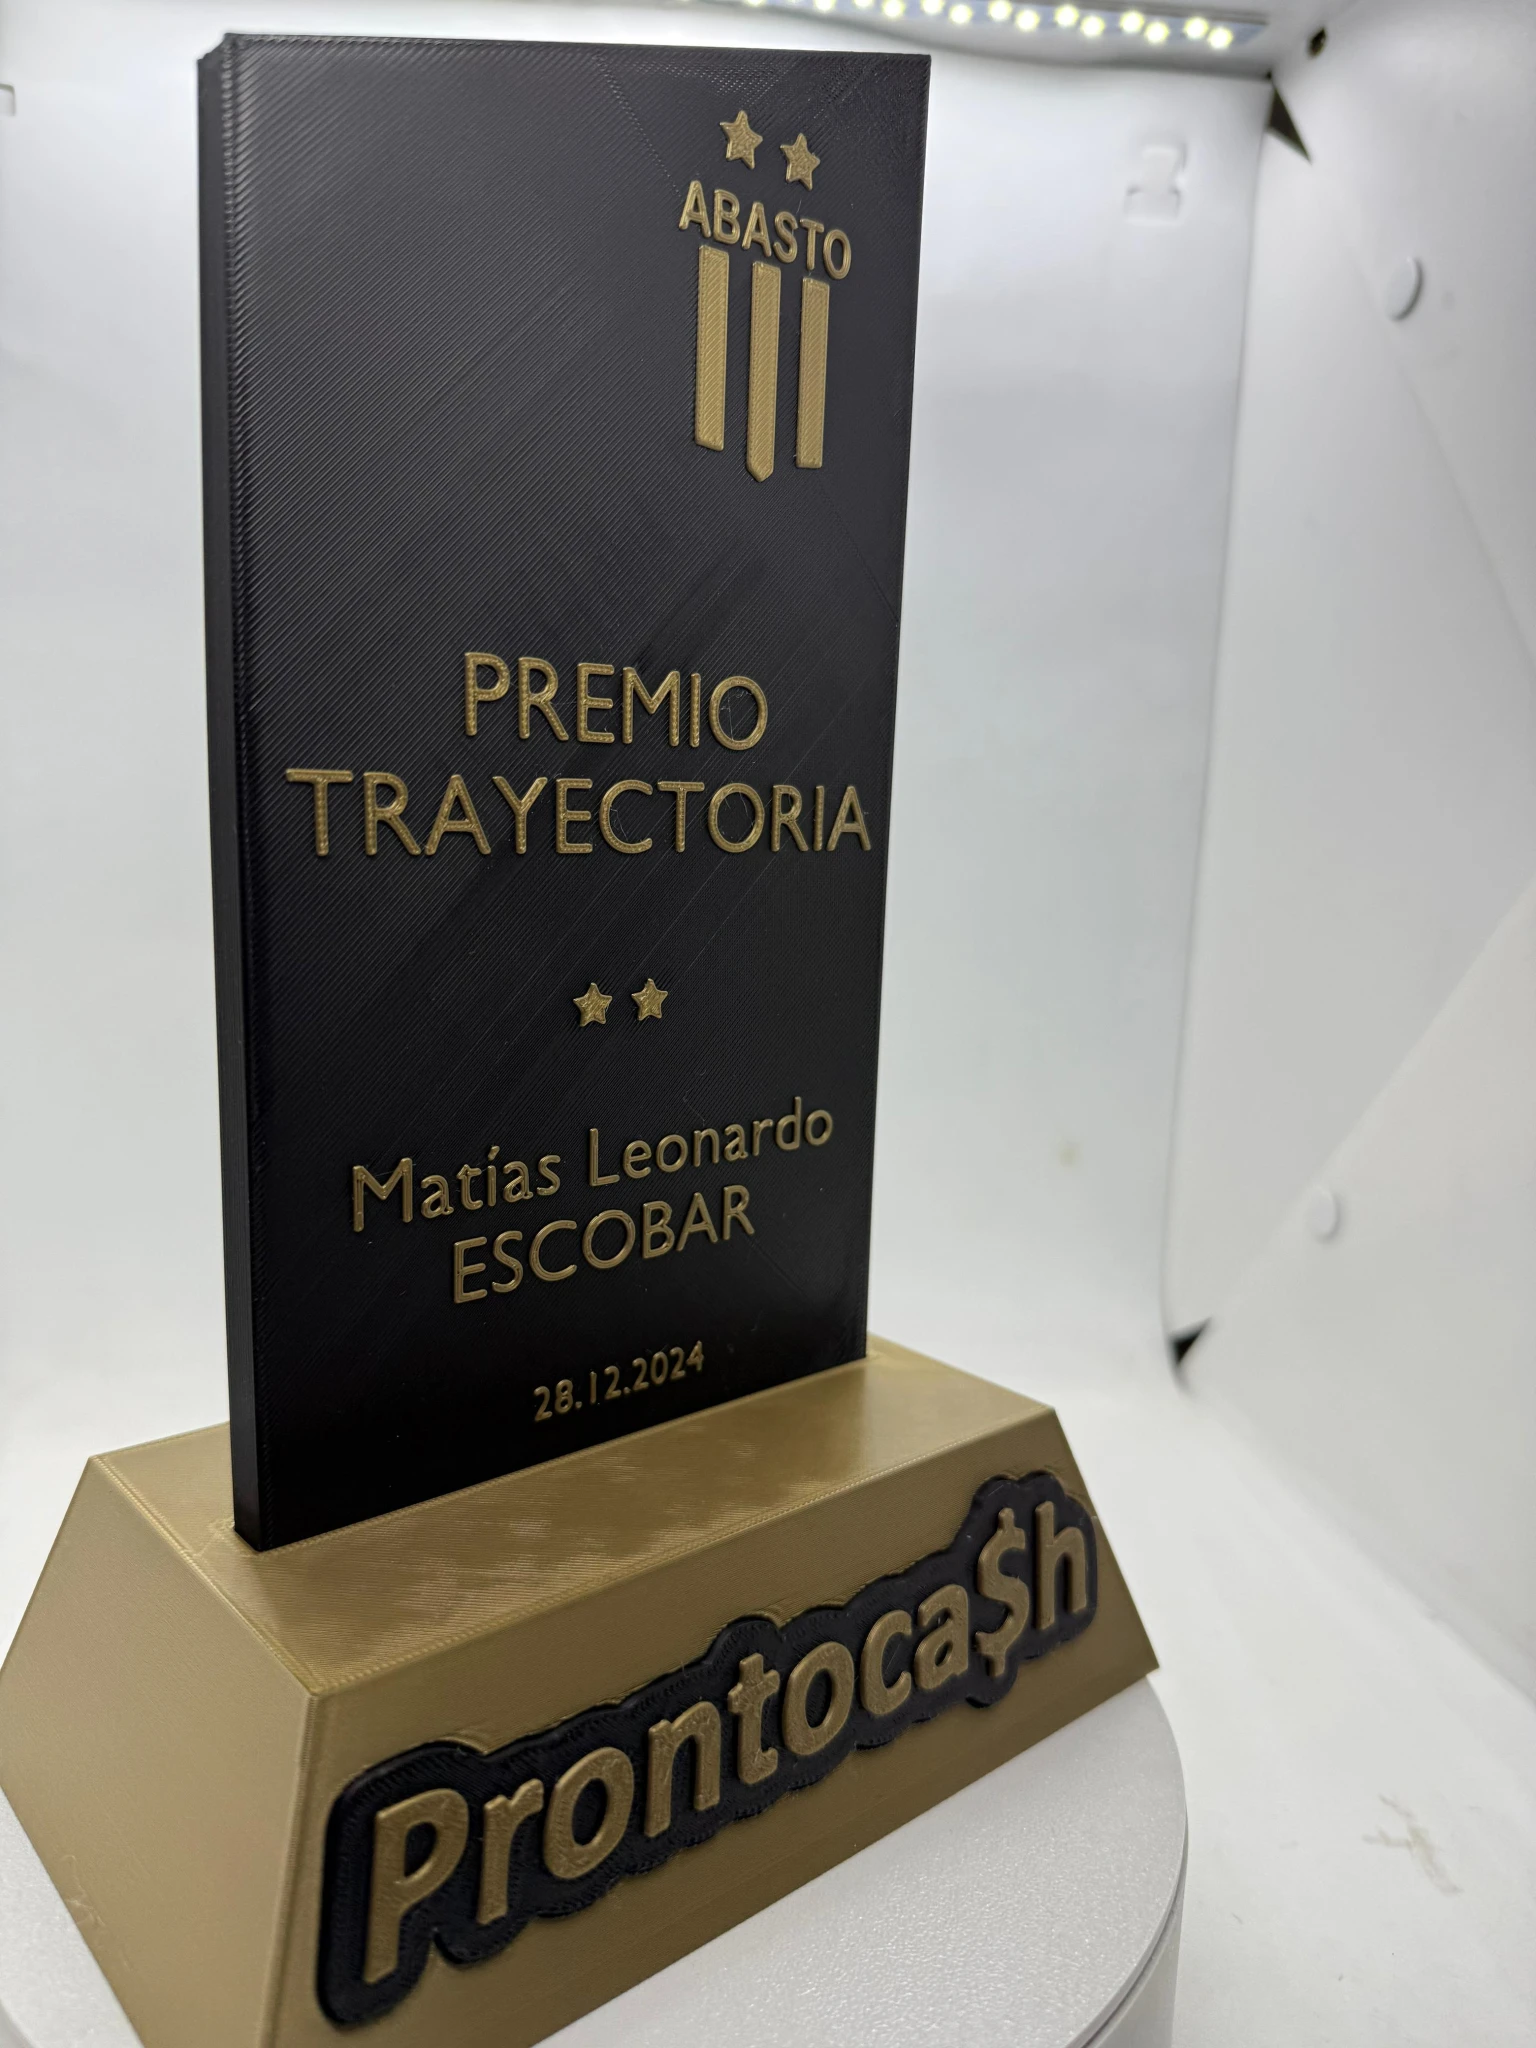 ABASTO
PREMIO
TRAYECTORIA
Matías Leonardo
ESCOBAR
28.12.2024
Prontoca$h